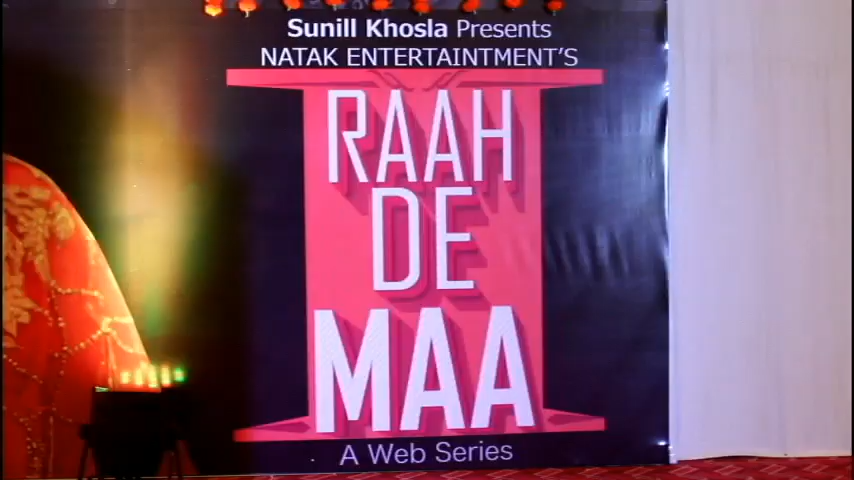 Sunill Khosla Presents
NATAK ENTERTAINTMENT'S
RAAH
DE
MAA
A Web Series